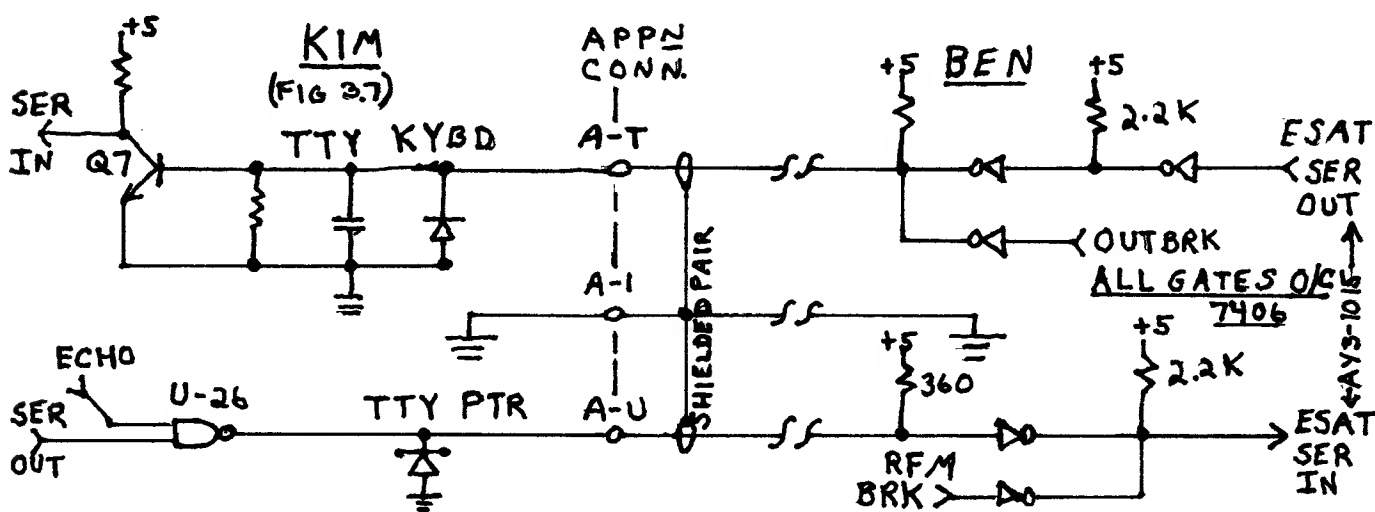 +5
KIM
(FIG 3.7)
APPN
CONN.
+5
BEN
+5
2.2K
SER
IN
Q7
TTY KYBD
A-T
ESAT
SER
OUT
OUTBRK
ALL GATES O/C
7406
A-1
SHIELDED PAIR
AY3-1015
ECHO
U-26
SER
OUT
TTY PTR
A-U
+5
360
+5
2.2K
RFM
BRK
ESAT
SER
IN